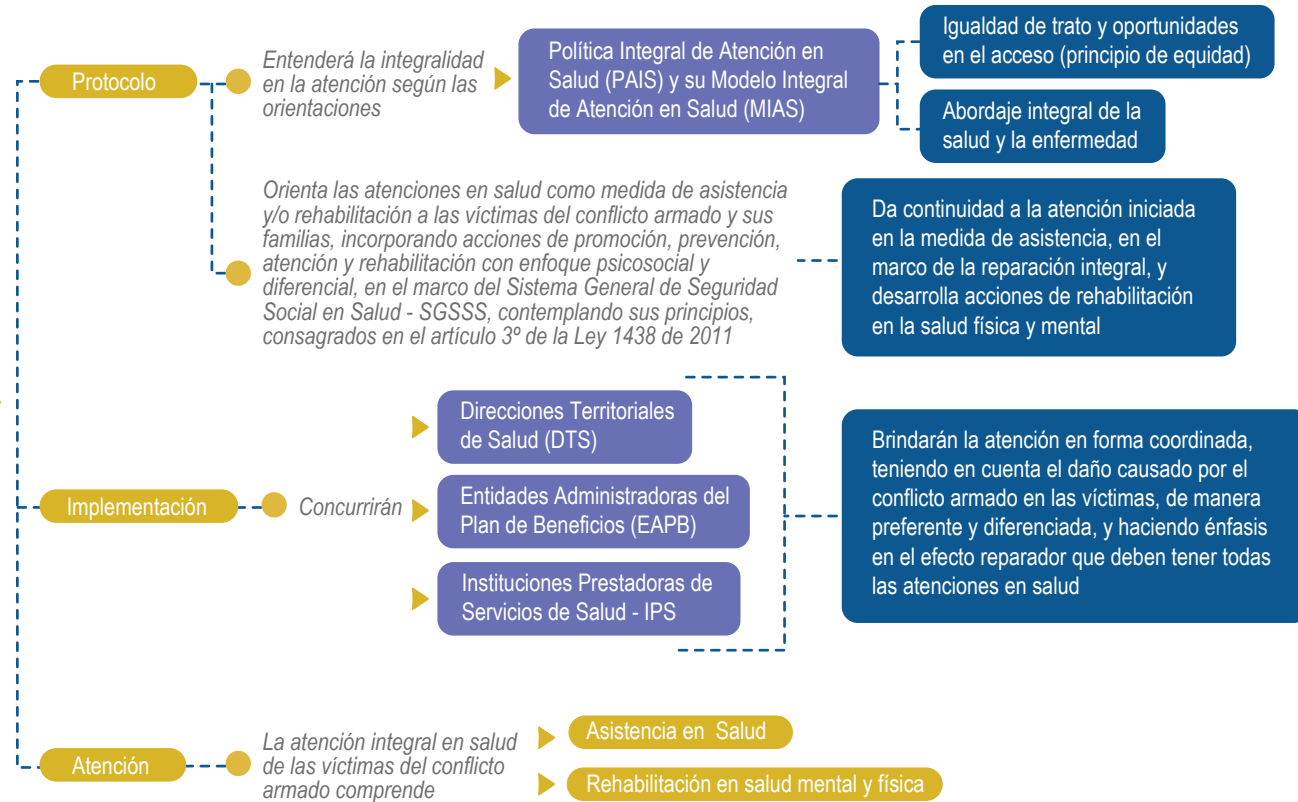 Protocolo
Entenderá la integralidad
en la atención según las
orientaciones
Política Integral de Atención en
Salud (PAIS) y su Modelo Integral
de Atención en Salud (MIAS)
Igualdad de trato y oportunidades
en el acceso (principio de equidad)
Abordaje integral de la
salud y la enfermedad
Orienta las atenciones en salud como medida de asistencia
y/o rehabilitación a las víctimas del conflicto armado y sus
familias, incorporando acciones de promoción, prevención,
atención y rehabilitación con enfoque psicosocial y
diferencial, en el marco del Sistema General de Seguridad
Social en Salud - SGSSS, contemplando sus principios,
consagrados en el artículo 3º de la Ley 1438 de 2011
Da continuidad a la atención iniciada
en la medida de asistencia, en el
marco de la reparación integral, y
desarrolla acciones de rehabilitación
en la salud física y mental
Implementación
Concurrirán
Direcciones Territoriales
de Salud (DTS)
Entidades Administradoras del
Plan de Beneficios (EAPB)
Instituciones Prestadoras de
Servicios de Salud - IPS
Brindarán la atención en forma coordinada,
teniendo en cuenta el daño causado por el
conflicto armado en las víctimas, de manera
preferente y diferenciada, y haciendo énfasis
en el efecto reparador que deben tener todas
las atenciones en salud
Atención
La atención integral en salud
de las víctimas del conflicto
armado comprende
Asistencia en Salud
Rehabilitación en salud mental y física